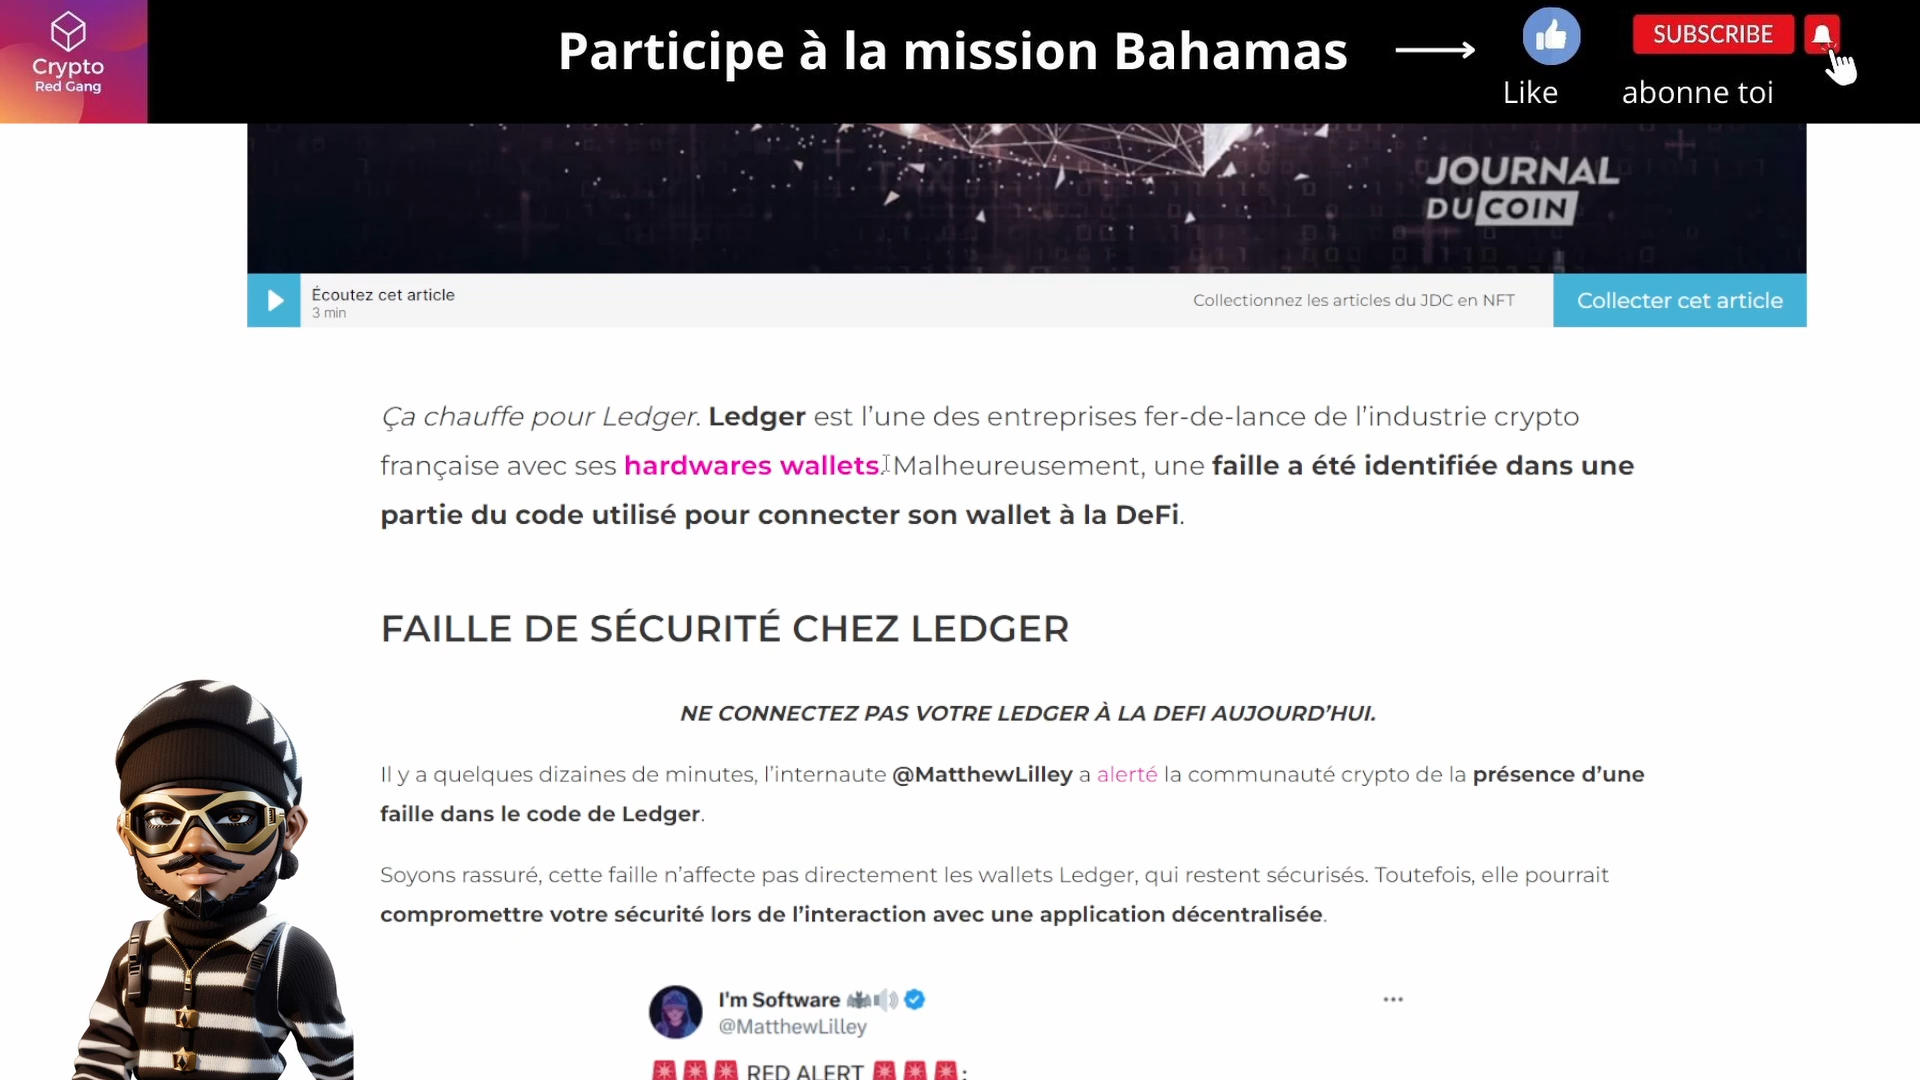 Crypto
Red Gang
Participe à la mission Bahamas
SUBSCRIBE
Like
abonne toi
JOURNAL
DU COIN
Écoutez cet article
3 min
Collectionnez les articles du JDC en NFT
Collecter cet article
Ça chauffe pour Ledger. Ledger est l’une des entreprises fer-de-lance de l’industrie crypto
française avec ses hardwares wallets. Malheureusement, une faille a été identifiée dans une
partie du code utilisé pour connecter son wallet à la DeFi.
FAILLE DE SÉCURITÉ CHEZ LEDGER
NE CONNECTEZ PAS VOTRE LEDGER À LA DEFI AUJOURD’HUI.
Il y a quelques dizaines de minutes, l’internaute @MatthewLilley a alerté la communauté crypto de la présence d’une
faille dans le code de Ledger.
Soyons rassuré, cette faille n’affecte pas directement les wallets Ledger, qui restent sécurisés. Toutefois, elle pourrait
compromettre votre sécurité lors de l’interaction avec une application décentralisée.
I'm Software
@MatthewLilley
RED ALERT :